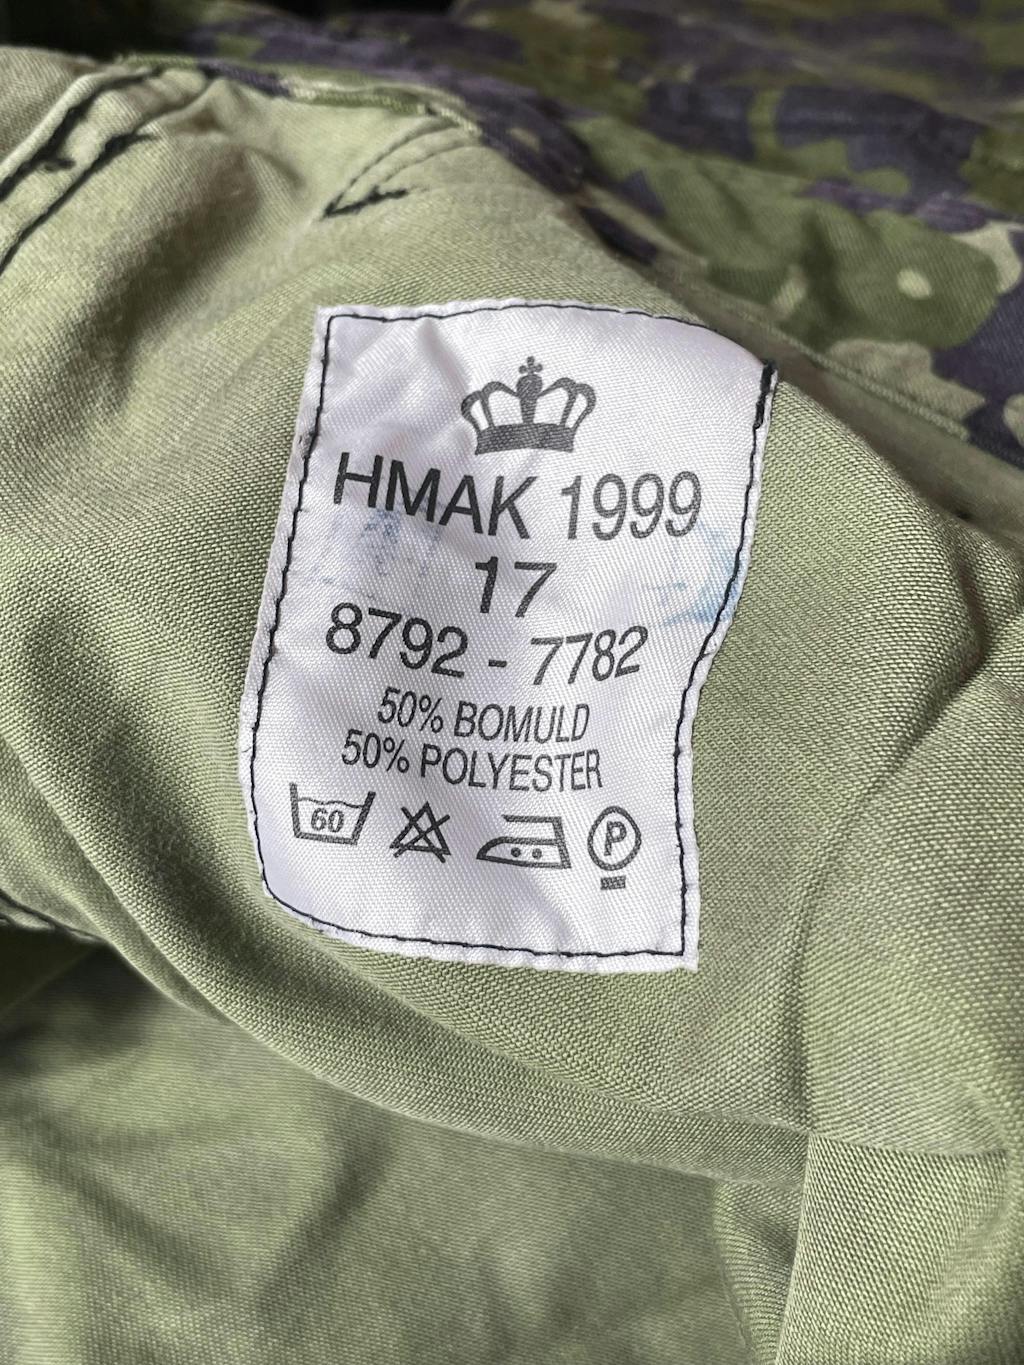 HMAK 1999
17
8792 - 7782
50% BOMULD
50% POLYESTER
60 P